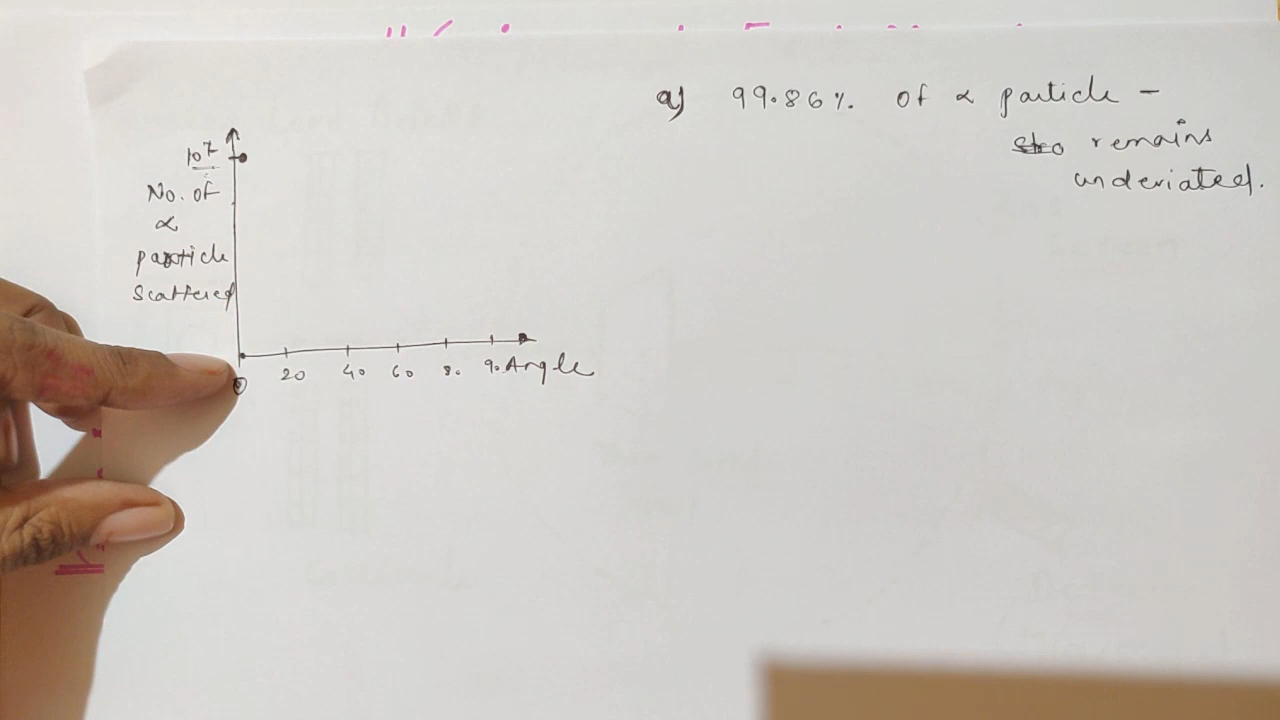 a) 99.86%. of α particle –
remains
undeviated.
10⁷
No. of
α
particle
Scattered
0 20 40 60 80 90 Angle